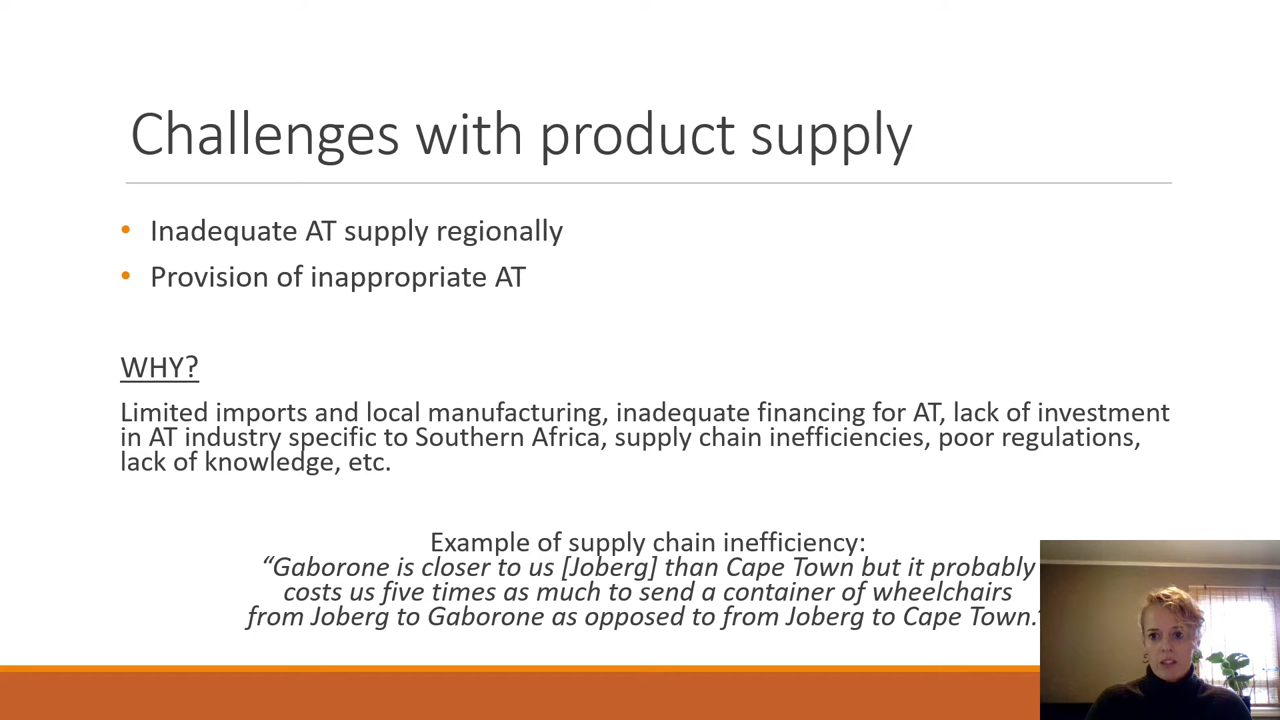 Challenges with product supply
• Inadequate AT supply regionally
• Provision of inappropriate AT
WHY?
Limited imports and local manufacturing, inadequate financing for AT, lack of investment
in AT industry specific to Southern Africa, supply chain inefficiencies, poor regulations,
lack of knowledge, etc.
Example of supply chain inefficiency:
“Gaborone is closer to us [Joberg] than Cape Town but it probably
costs us five times as much to send a container of wheelchairs
from Joberg to Gaborone as opposed to from Joberg to Cape Town.”